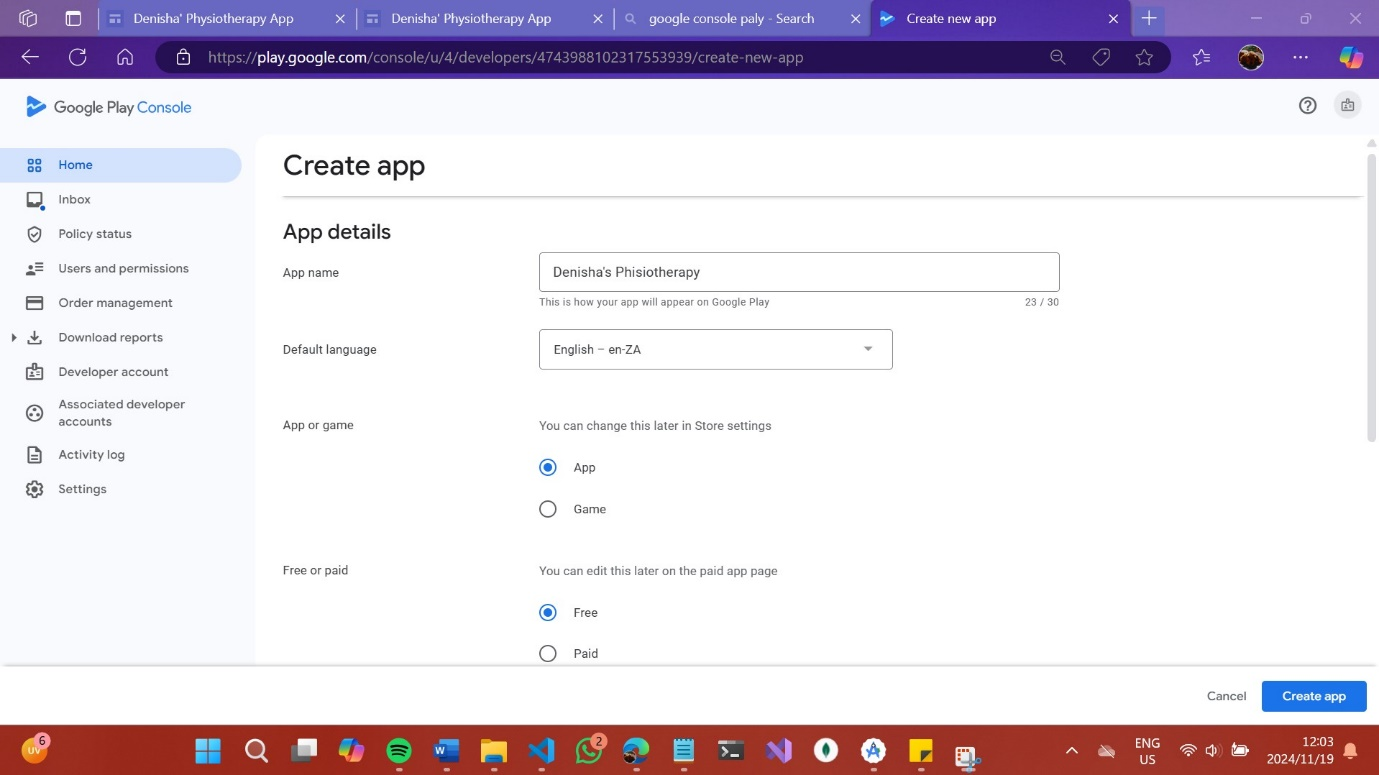 Denisha' Physiotherapy App
Denisha' Physiotherapy App
google console paly - Search
Create new app
https://play.google.com/console/u/4/developers/4743988102317553939/create-new-app
Google Play Console
Home
Inbox
Policy status
Users and permissions
Order management
Download reports
Developer account
Associated developer
accounts
Activity log
Settings
Create app
App details
App name
Denisha's Phisiotherapy
This is how your app will appear on Google Play
23 / 30
Default language
English – en-ZA
App or game
You can change this later in Store settings
App
Game
Free or paid
You can edit this later on the paid app page
Free
Paid
Cancel
Create app
UV
6
W
2
ENG
US
12:03
2024/11/19